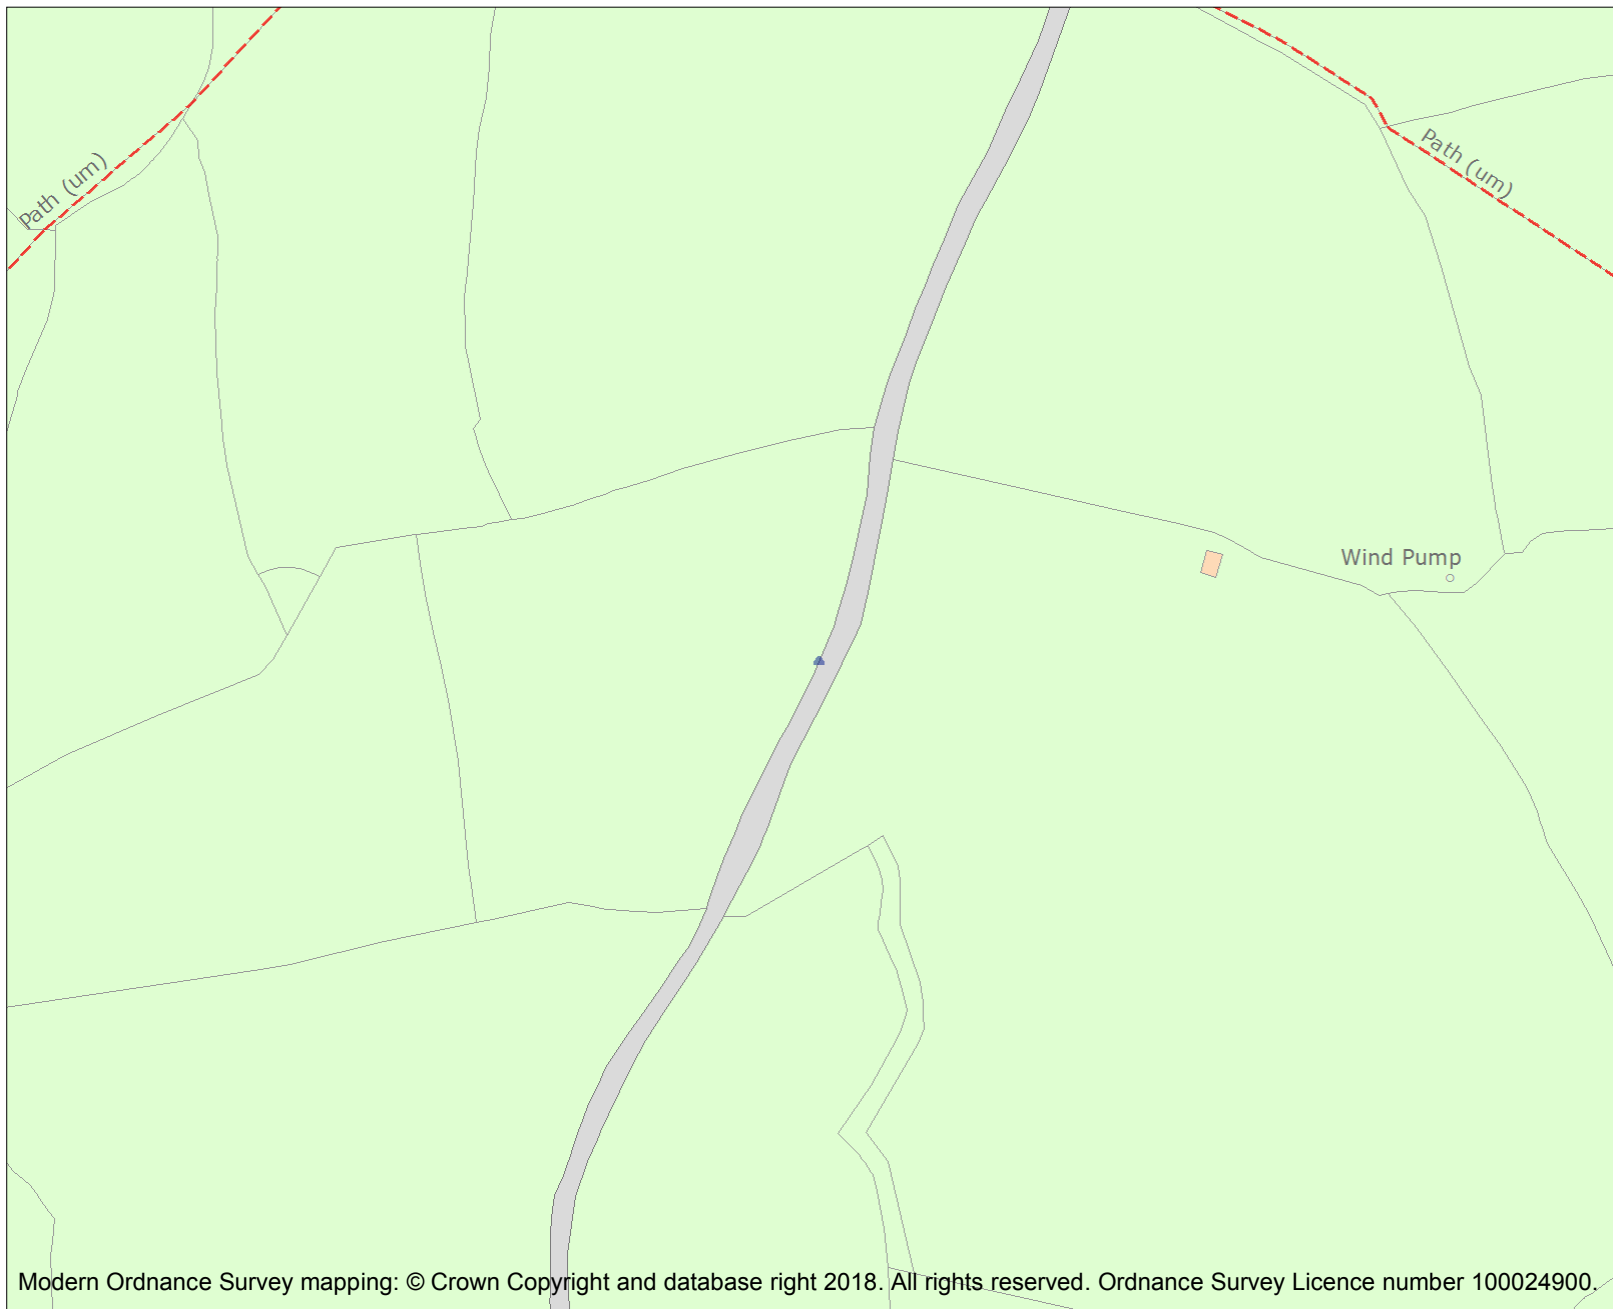 Path (um)
Path (um)
Wind Pump
Modern Ordnance Survey mapping: © Crown Copyright and database right 2018. All rights reserved. Ordnance Survey Licence number 100024900.